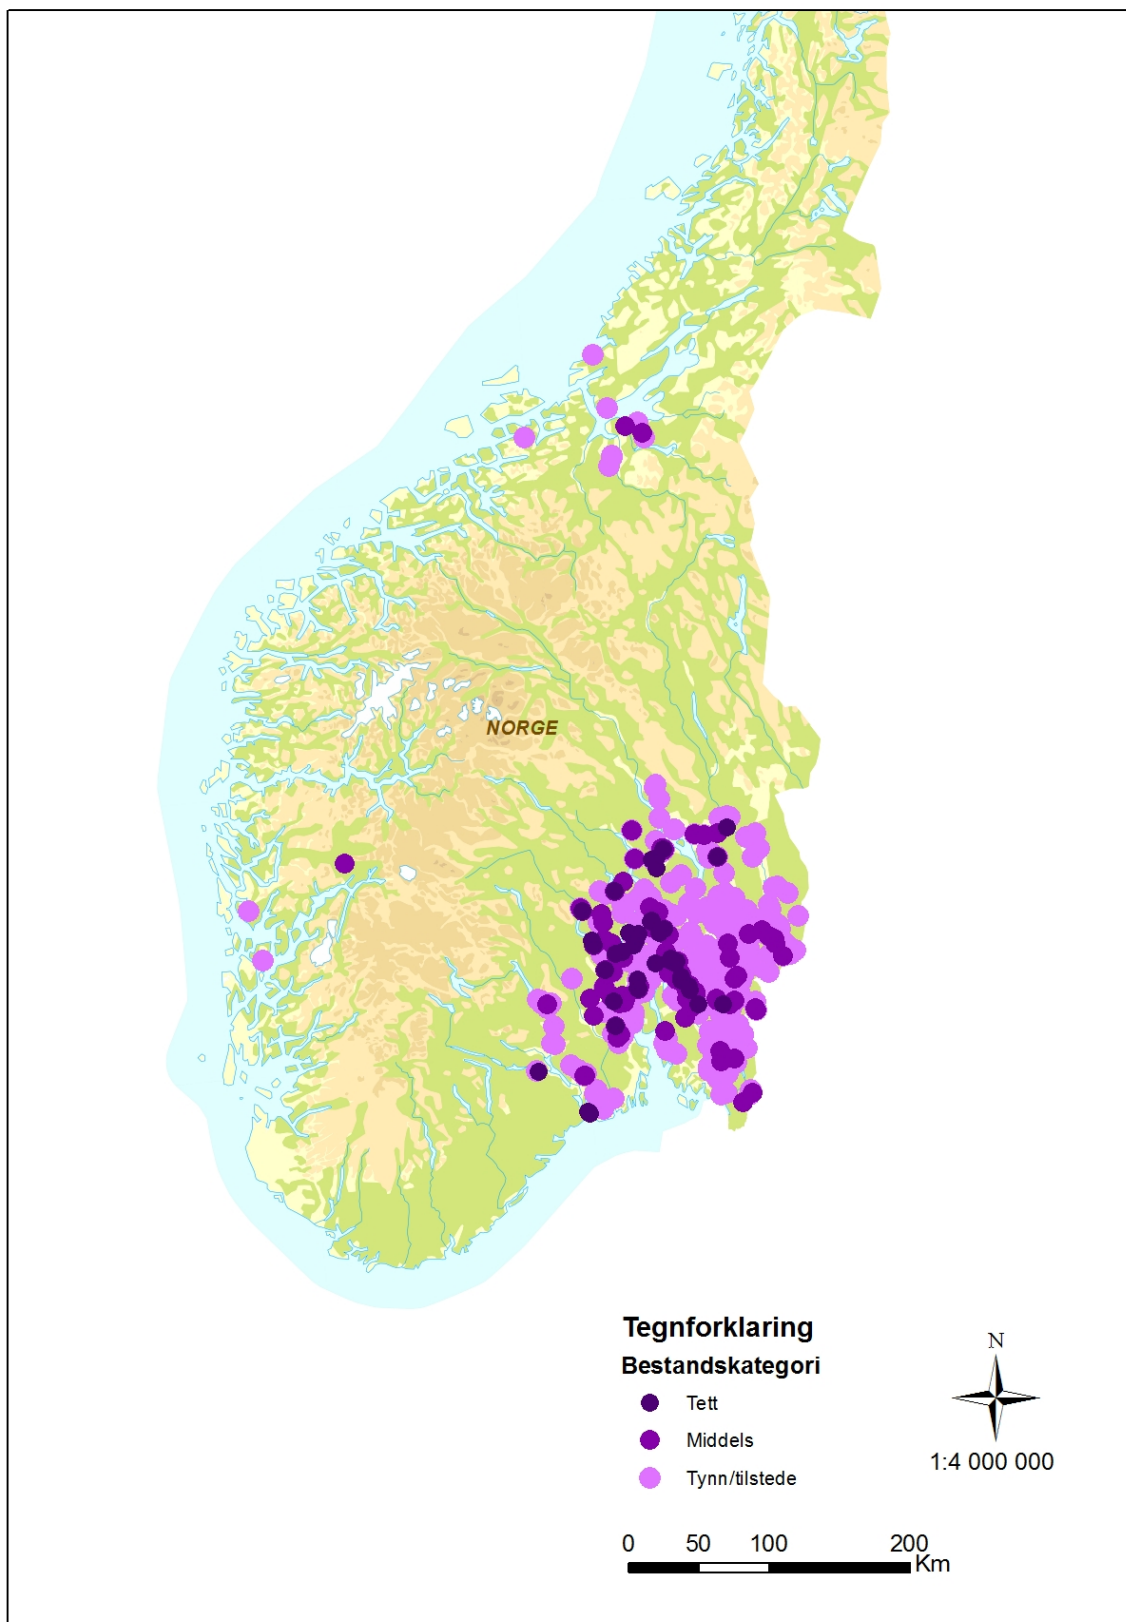 NORGE
Tegnforklaring
Bestandskategori
Tett
Middels
Tynn/tilstede
N
1:4 000 000
0 50 100 200
Km